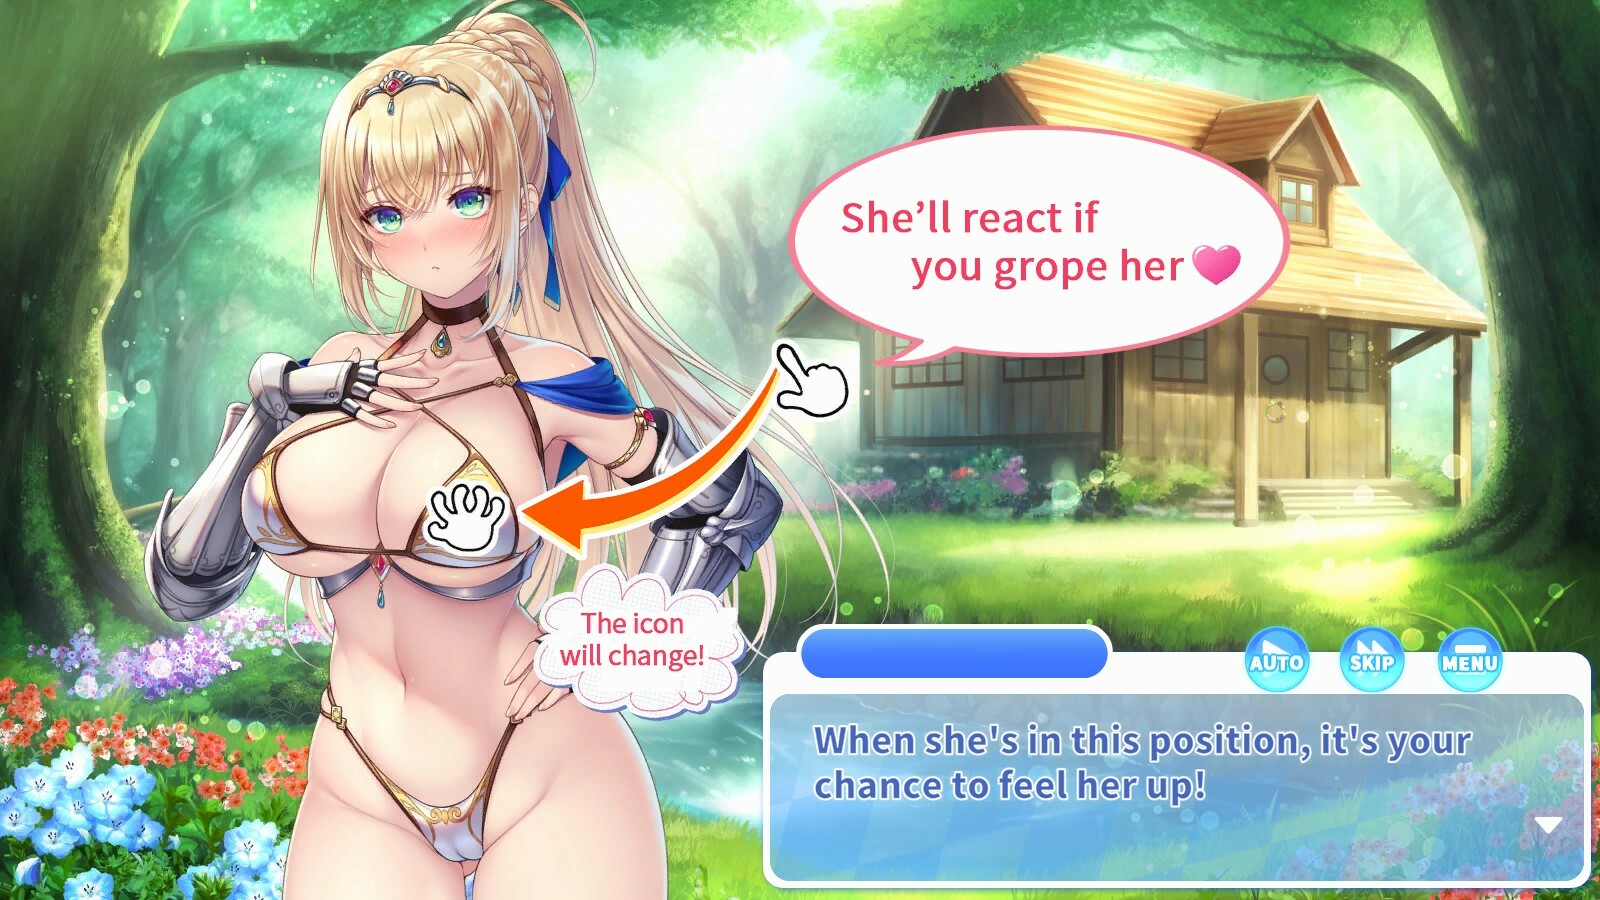 She’ll react if
you grope her
The icon
will change!
AUTO
SKIP
MENU
When she's in this position, it's your
chance to feel her up!